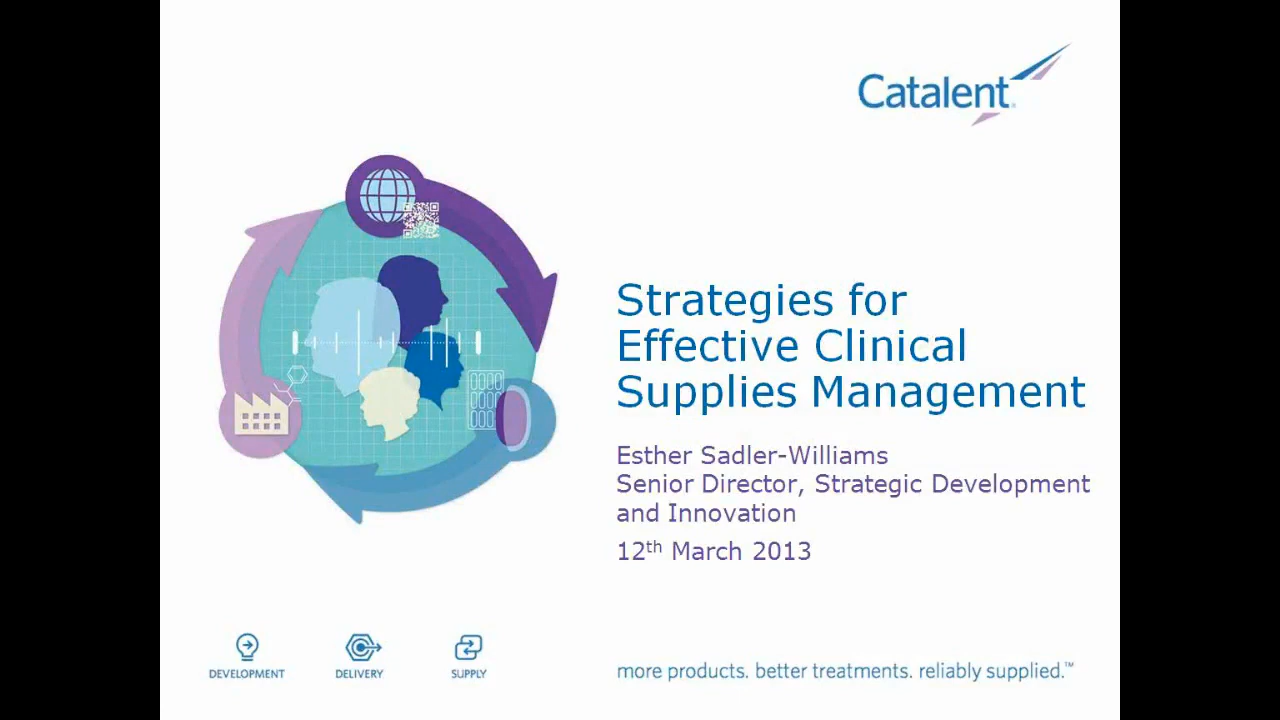 Catalent®
Strategies for
Effective Clinical
Supplies Management
Esther Sadler-Williams
Senior Director, Strategic Development
and Innovation
12th March 2013
DEVELOPMENT DELIVERY SUPPLY
more products. better treatments. reliably supplied.™